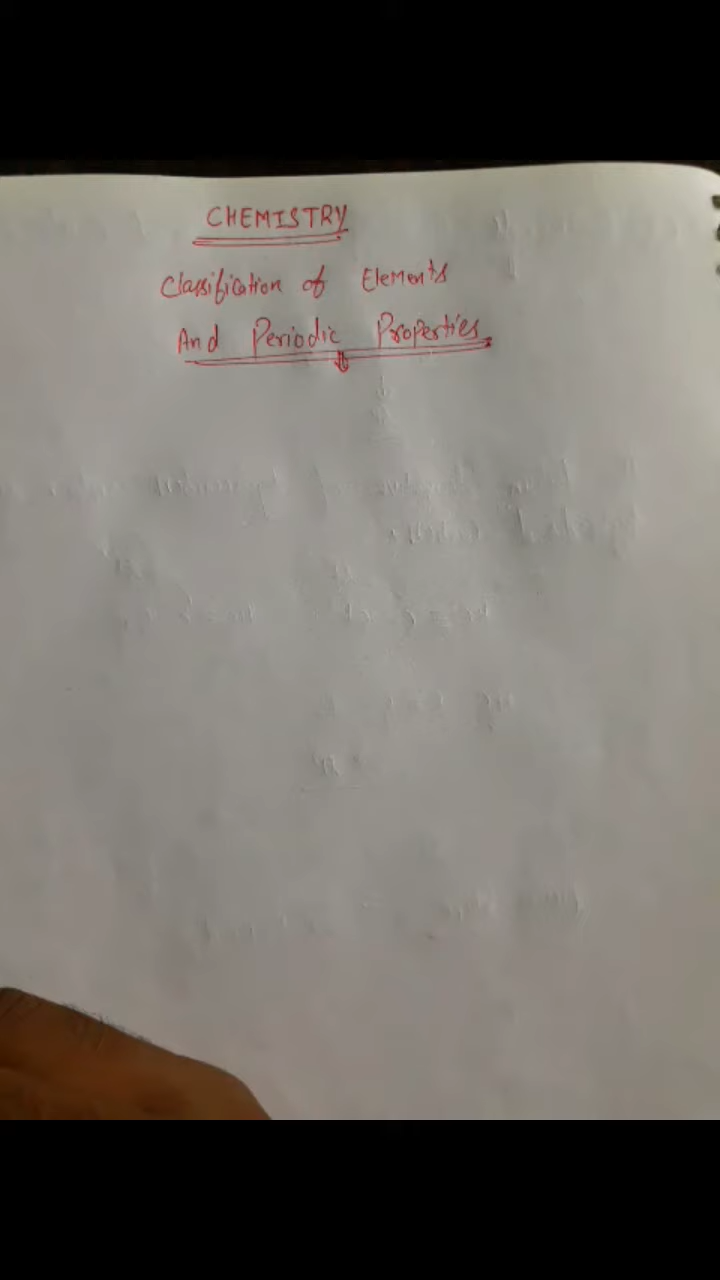 CHEMISTRY
Classification of Elements
And Periodic Properties